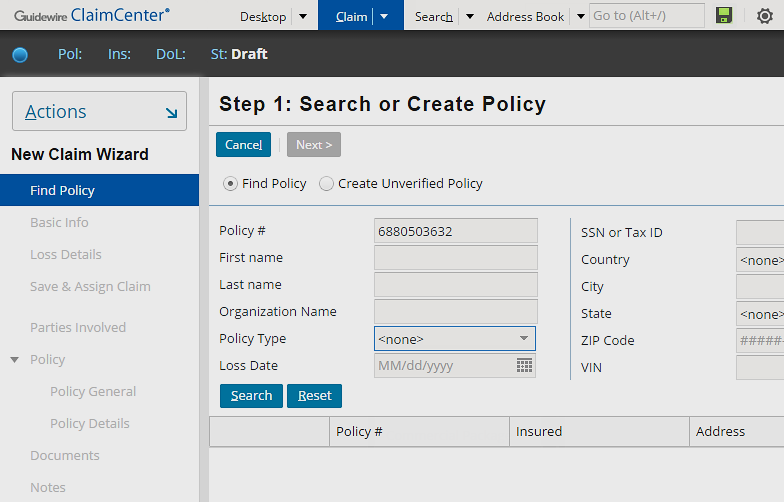 Guidewire ClaimCenter® Desktop Claim Search Address Book Go to (Alt+/)
Pol: Ins: DoL: St: Draft
Actions
New Claim Wizard
Find Policy
Basic Info
Loss Details
Save & Assign Claim
Parties Involved
Policy
Policy General
Policy Details
Documents
Notes
Step 1: Search or Create Policy
Cancel Next >
Find Policy Create Unverified Policy
Policy # 6880503632
First name
Last name
Organization Name
Policy Type <none>
Loss Date MM/dd/yyyy
SSN or Tax ID
Country <none>
City
State <none>
ZIP Code #####
VIN
Search Reset
Policy # Insured Address